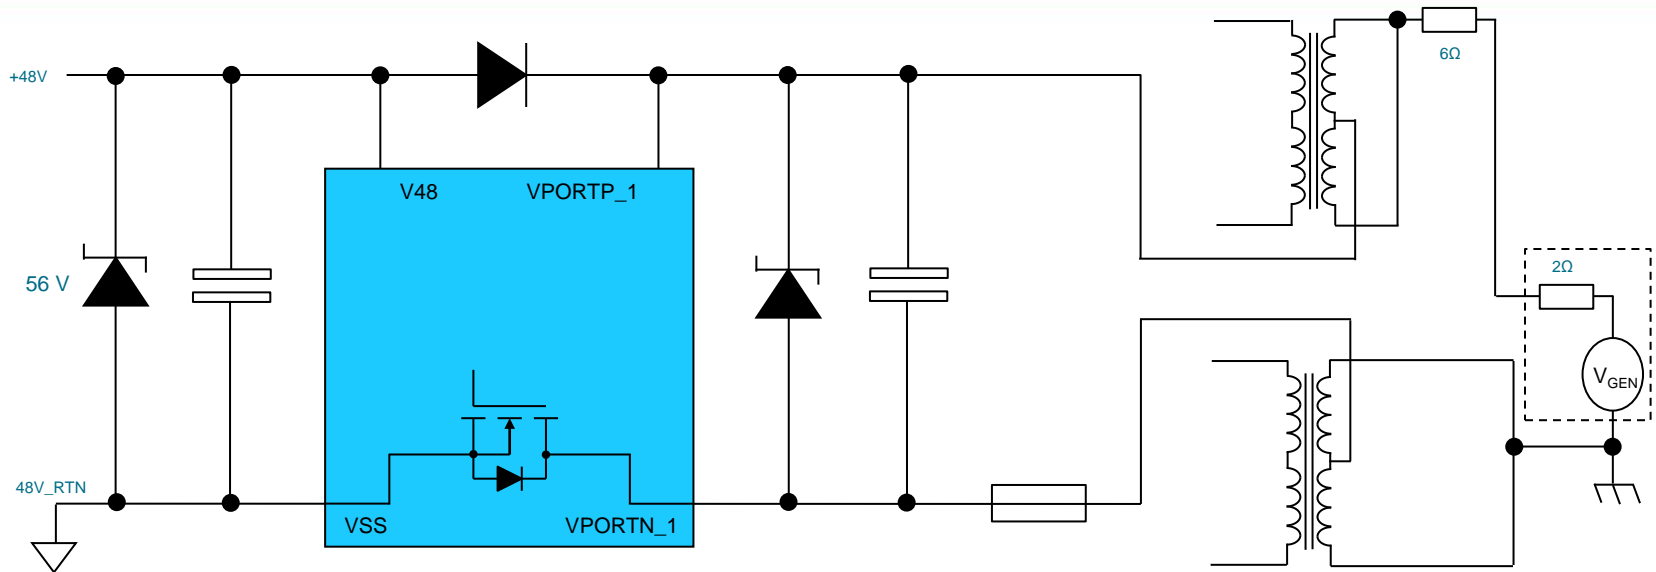 +48V
6Ω
V48
VPORTP_1
56 V
2Ω
VGEN
48V_RTN
VSS
VPORTN_1